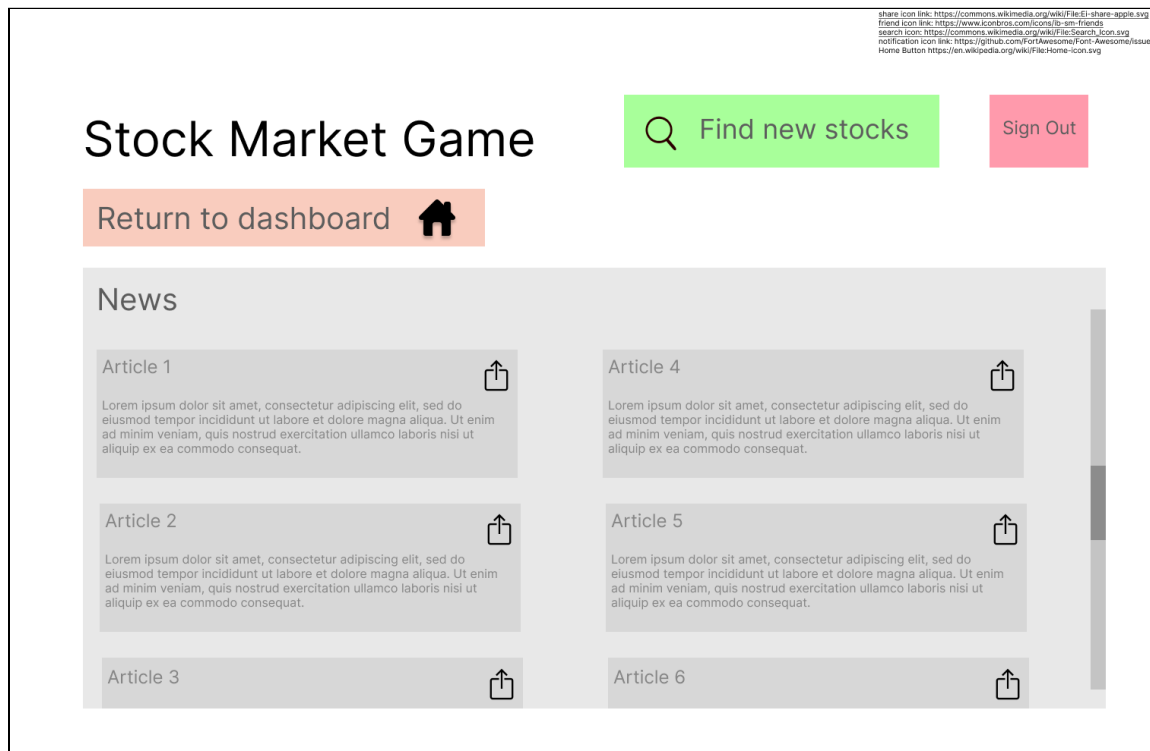 share icon link: https://commons.wikimedia.org/wiki/File:Ei-share-apple.svg
friend icon link: https://www.iconbros.com/icons/ib-sm-friends
search icon: https://commons.wikimedia.org/wiki/File:Search_Icon.svg
notification icon link: https://github.com/FortAwesome/Font-Awesome/issue
Home Button https://en.wikipedia.org/wiki/File:Home-icon.svg
Stock Market Game
Find new stocks
Sign Out
Return to dashboard
News
Article 1
Lorem ipsum dolor sit amet, consectetur adipiscing elit, sed do
eiusmod tempor incididunt ut labore et dolore magna aliqua. Ut enim
ad minim veniam, quis nostrud exercitation ullamco laboris nisi ut
aliquip ex ea commodo consequat.
Article 4
Lorem ipsum dolor sit amet, consectetur adipiscing elit, sed do
eiusmod tempor incididunt ut labore et dolore magna aliqua. Ut enim
ad minim veniam, quis nostrud exercitation ullamco laboris nisi ut
aliquip ex ea commodo consequat.
Article 2
Lorem ipsum dolor sit amet, consectetur adipiscing elit, sed do
eiusmod tempor incididunt ut labore et dolore magna aliqua. Ut enim
ad minim veniam, quis nostrud exercitation ullamco laboris nisi ut
aliquip ex ea commodo consequat.
Article 5
Lorem ipsum dolor sit amet, consectetur adipiscing elit, sed do
eiusmod tempor incididunt ut labore et dolore magna aliqua. Ut enim
ad minim veniam, quis nostrud exercitation ullamco laboris nisi ut
aliquip ex ea commodo consequat.
Article 3
Article 6